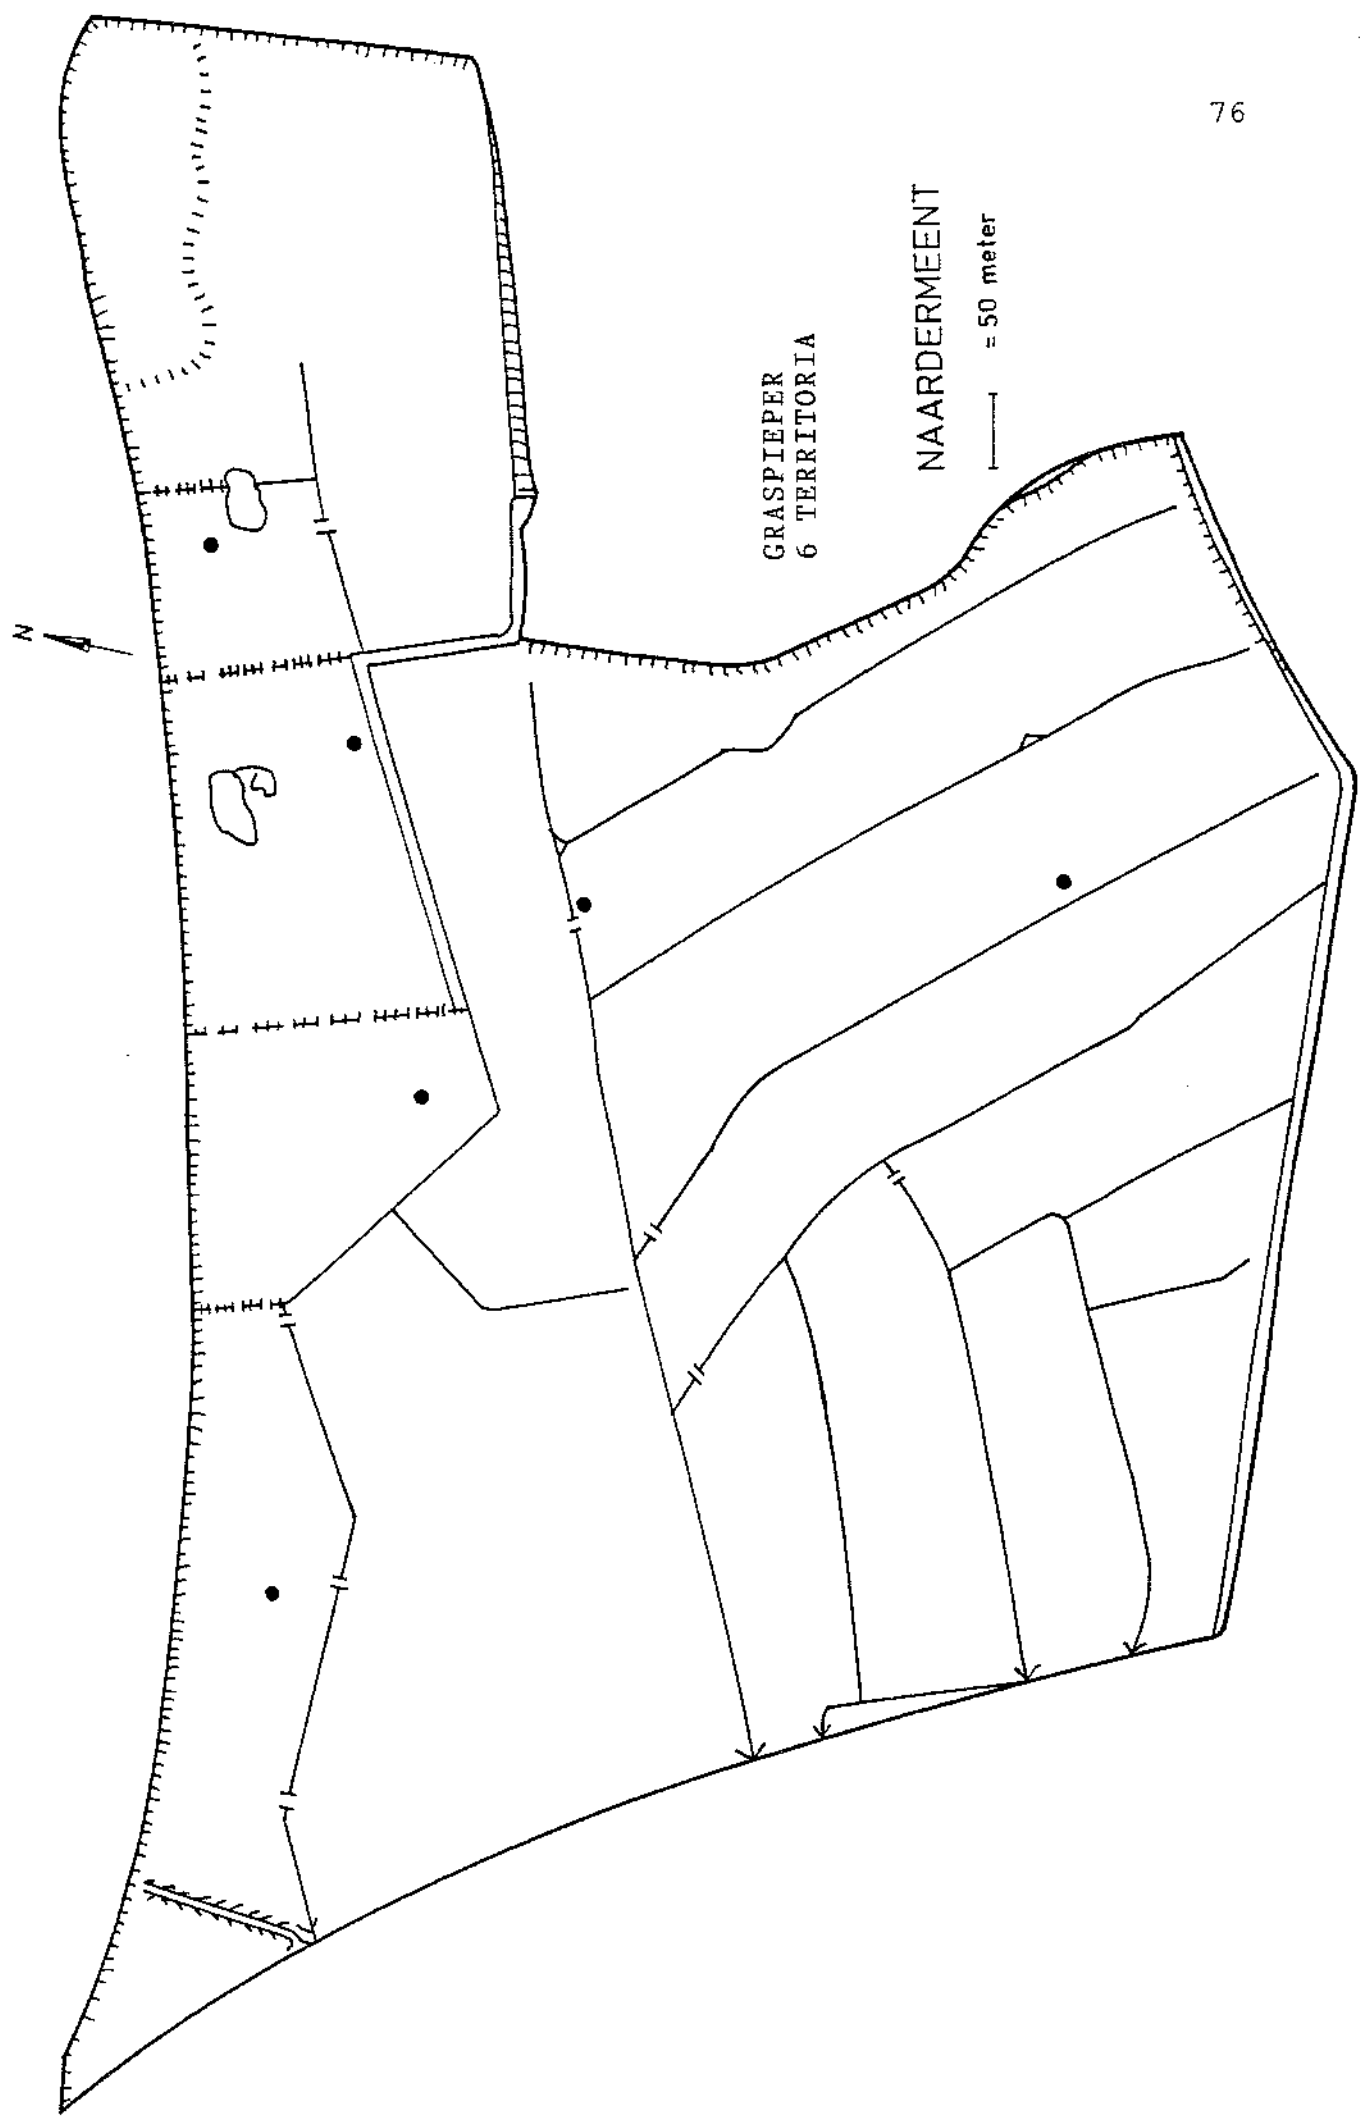 76
N
GRASPIEPER
6 TERRITORIA
NAARDERMEENT
= 50 meter